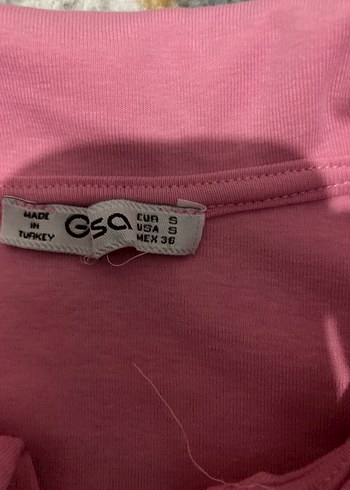 MADE
IN
TURKEY
Gsa
EUR S
USA S
MEX 36